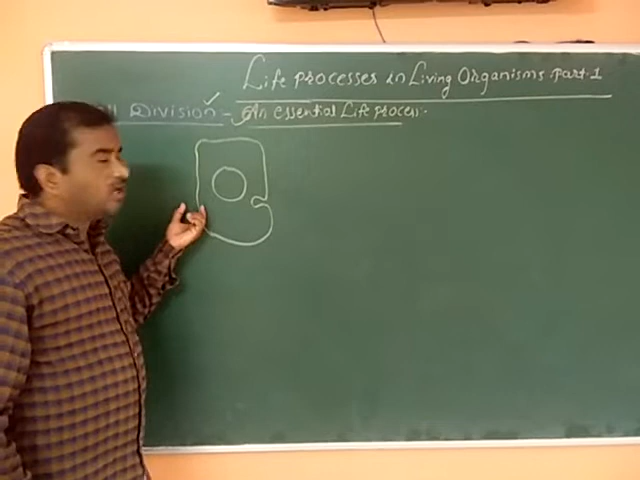 Life processes in Living Organisms Part-1
Division :- An essential Life process.